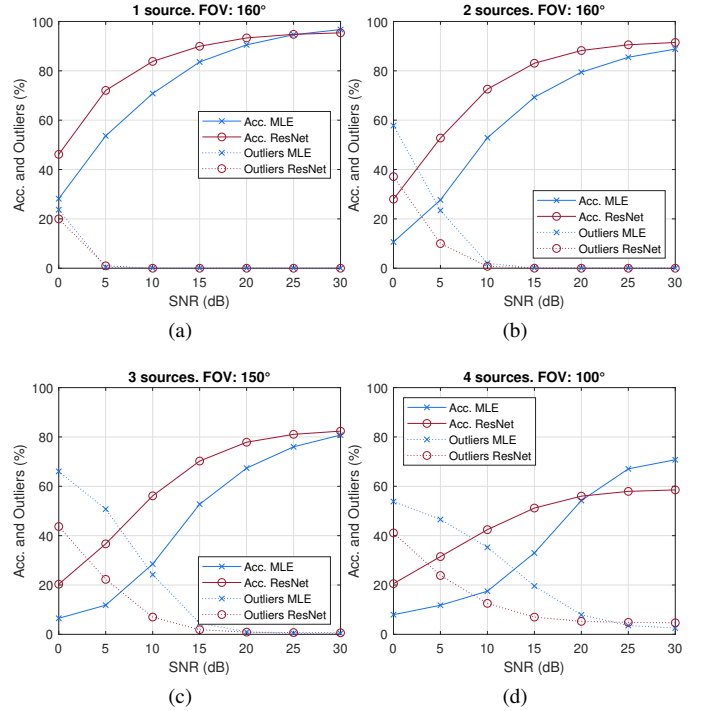 1 source. FOV: 160°
100
80
60
40
20
0
Acc. and Outliers (%)
Acc. MLE
Acc. ResNet
Outliers MLE
Outliers ResNet
0 5 10 15 20 25 30
SNR (dB)
(a)
2 sources. FOV: 160°
100
80
60
40
20
0
Acc. and Outliers (%)
Acc. MLE
Acc. ResNet
Outliers MLE
Outliers ResNet
0 5 10 15 20 25 30
SNR (dB)
(b)
3 sources. FOV: 150°
100
80
60
40
20
0
Acc. and Outliers (%)
Acc. MLE
Acc. ResNet
Outliers MLE
Outliers ResNet
0 5 10 15 20 25 30
SNR (dB)
(c)
4 sources. FOV: 100°
100
80
60
40
20
0
Acc. and Outliers (%)
Acc. MLE
Acc. ResNet
Outliers MLE
Outliers ResNet
0 5 10 15 20 25 30
SNR (dB)
(d)